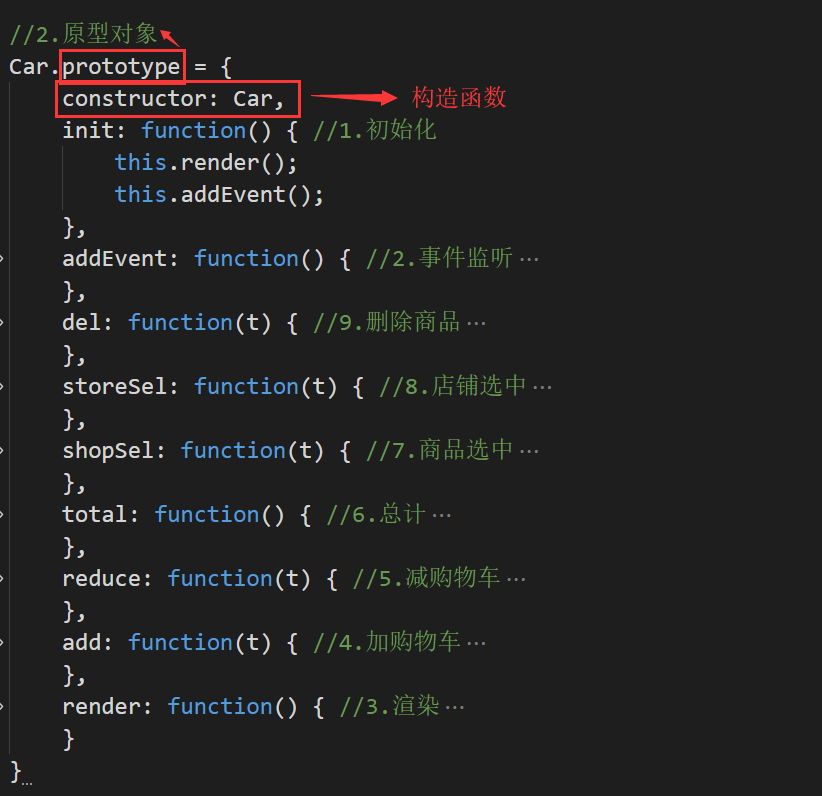 //2.原型对象
Car.prototype = {
constructor: Car, 构造函数
init: function() { //1.初始化
this.render();
this.addEvent();
},
addEvent: function() { //2.事件监听···
},
del: function(t) { //9.删除商品···
},
storeSel: function(t) { //8.店铺选中···
},
shopSel: function(t) { //7.商品选中···
},
total: function() { //6.总计···
},
reduce: function(t) { //5.减购物车···
},
add: function(t) { //4.加购物车···
},
render: function() { //3.渲染···
}
}...